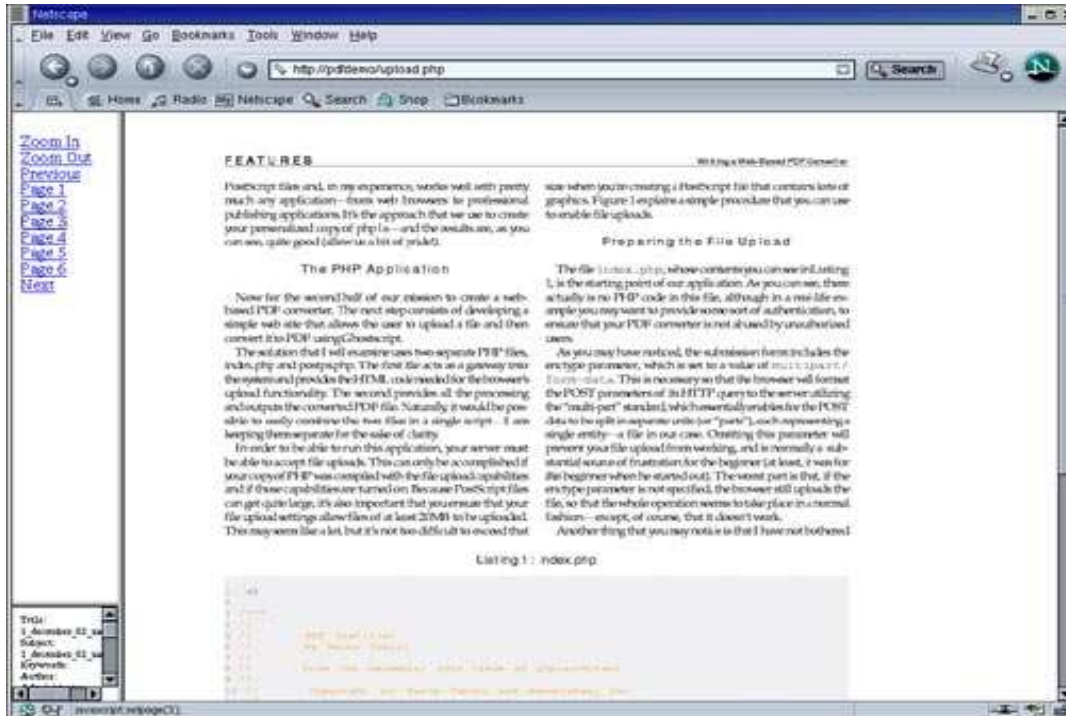 Netscape
File Edit View Go Bookmarks Tools Window Help
http://pdfdemo/upload.php Search
Home Radio Netscape Search Shop Bookmarks
Zoom In
Zoom Out
Previous
Page 1
Page 2
Page 3
Page 4
Page 5
Page 6
Next
Title:
1_december_02_
Subject:
1_december_02_
Keywords:
Author:
FEATURES
Writing a Web-Based PDF Converter
PostScript files and, in my experience, works well with pretty
much any application—from web browsers to professional
publishing applications. It's the approach that we use to create
your personalized copy of php|a—and the results are, as you
can see, quite good (allow us a bit of pride!).
The PHP Application
Now for the second half of our mission to create a web-
based PDF converter. The next step consists of developing a
simple web site that allows the user to upload a file and then
convert it to PDF using Ghostscript.
The solution that I will examine uses two separate PHP files,
index.php and postps.php. The first file acts as a gateway into
the system and provides the HTML code needed for the browser's
upload functionality. The second provides all the processing
and outputs the converted PDF file. Naturally, it would be pos-
sible to easily combine the two files in a single script—I am
keeping them separate for the sake of clarity.
In order to be able to run this application, your server must
be able to accept file uploads. This can only be accomplished if
your copy of PHP was compiled with the file upload capabilities
and if those capabilities are turned on. Because PostScript files
can get quite large, it's also important that you ensure that your
file upload settings allow files of at least 20MB to be uploaded.
This may seem like a lot, but it's not too difficult to exceed that
size when you're creating a PostScript file that contains lots of
graphics. Figure 1 explains a simple procedure that you can use
to enable file uploads.
Preparing the File Upload
The file index.php, whose contents you can see in Listing
1, is the starting point of our application. As you can see, there
actually is no PHP code in this file, although in a real-life ex-
ample you may want to provide some sort of authentication, to
ensure that your PDF converter is not abused by unauthorized
users.
As you may have noticed, the submission form includes the
enctype parameter, which is set to a value of multipart/
form-data. This is necessary so that the browser will format
the POST parameters of its HTTP query to the server utilizing
the "multi-part" standard, which essentially enables for the POST
data to be split in separate units (or "parts"), each representing a
single entity—a file in our case. Omitting this parameter will
prevent your file upload from working, and is normally a sub-
stantial source of frustration for the beginner (at least, it was for
this beginner when he started out). The worst part is that, if the
enctype parameter is not specified, the browser still uploads the
file, so that the whole operation seems to take place in a normal
fashion—except, of course, that it doesn't work.
Another thing that you may notice is that I have not bothered
Listing 1: index.php